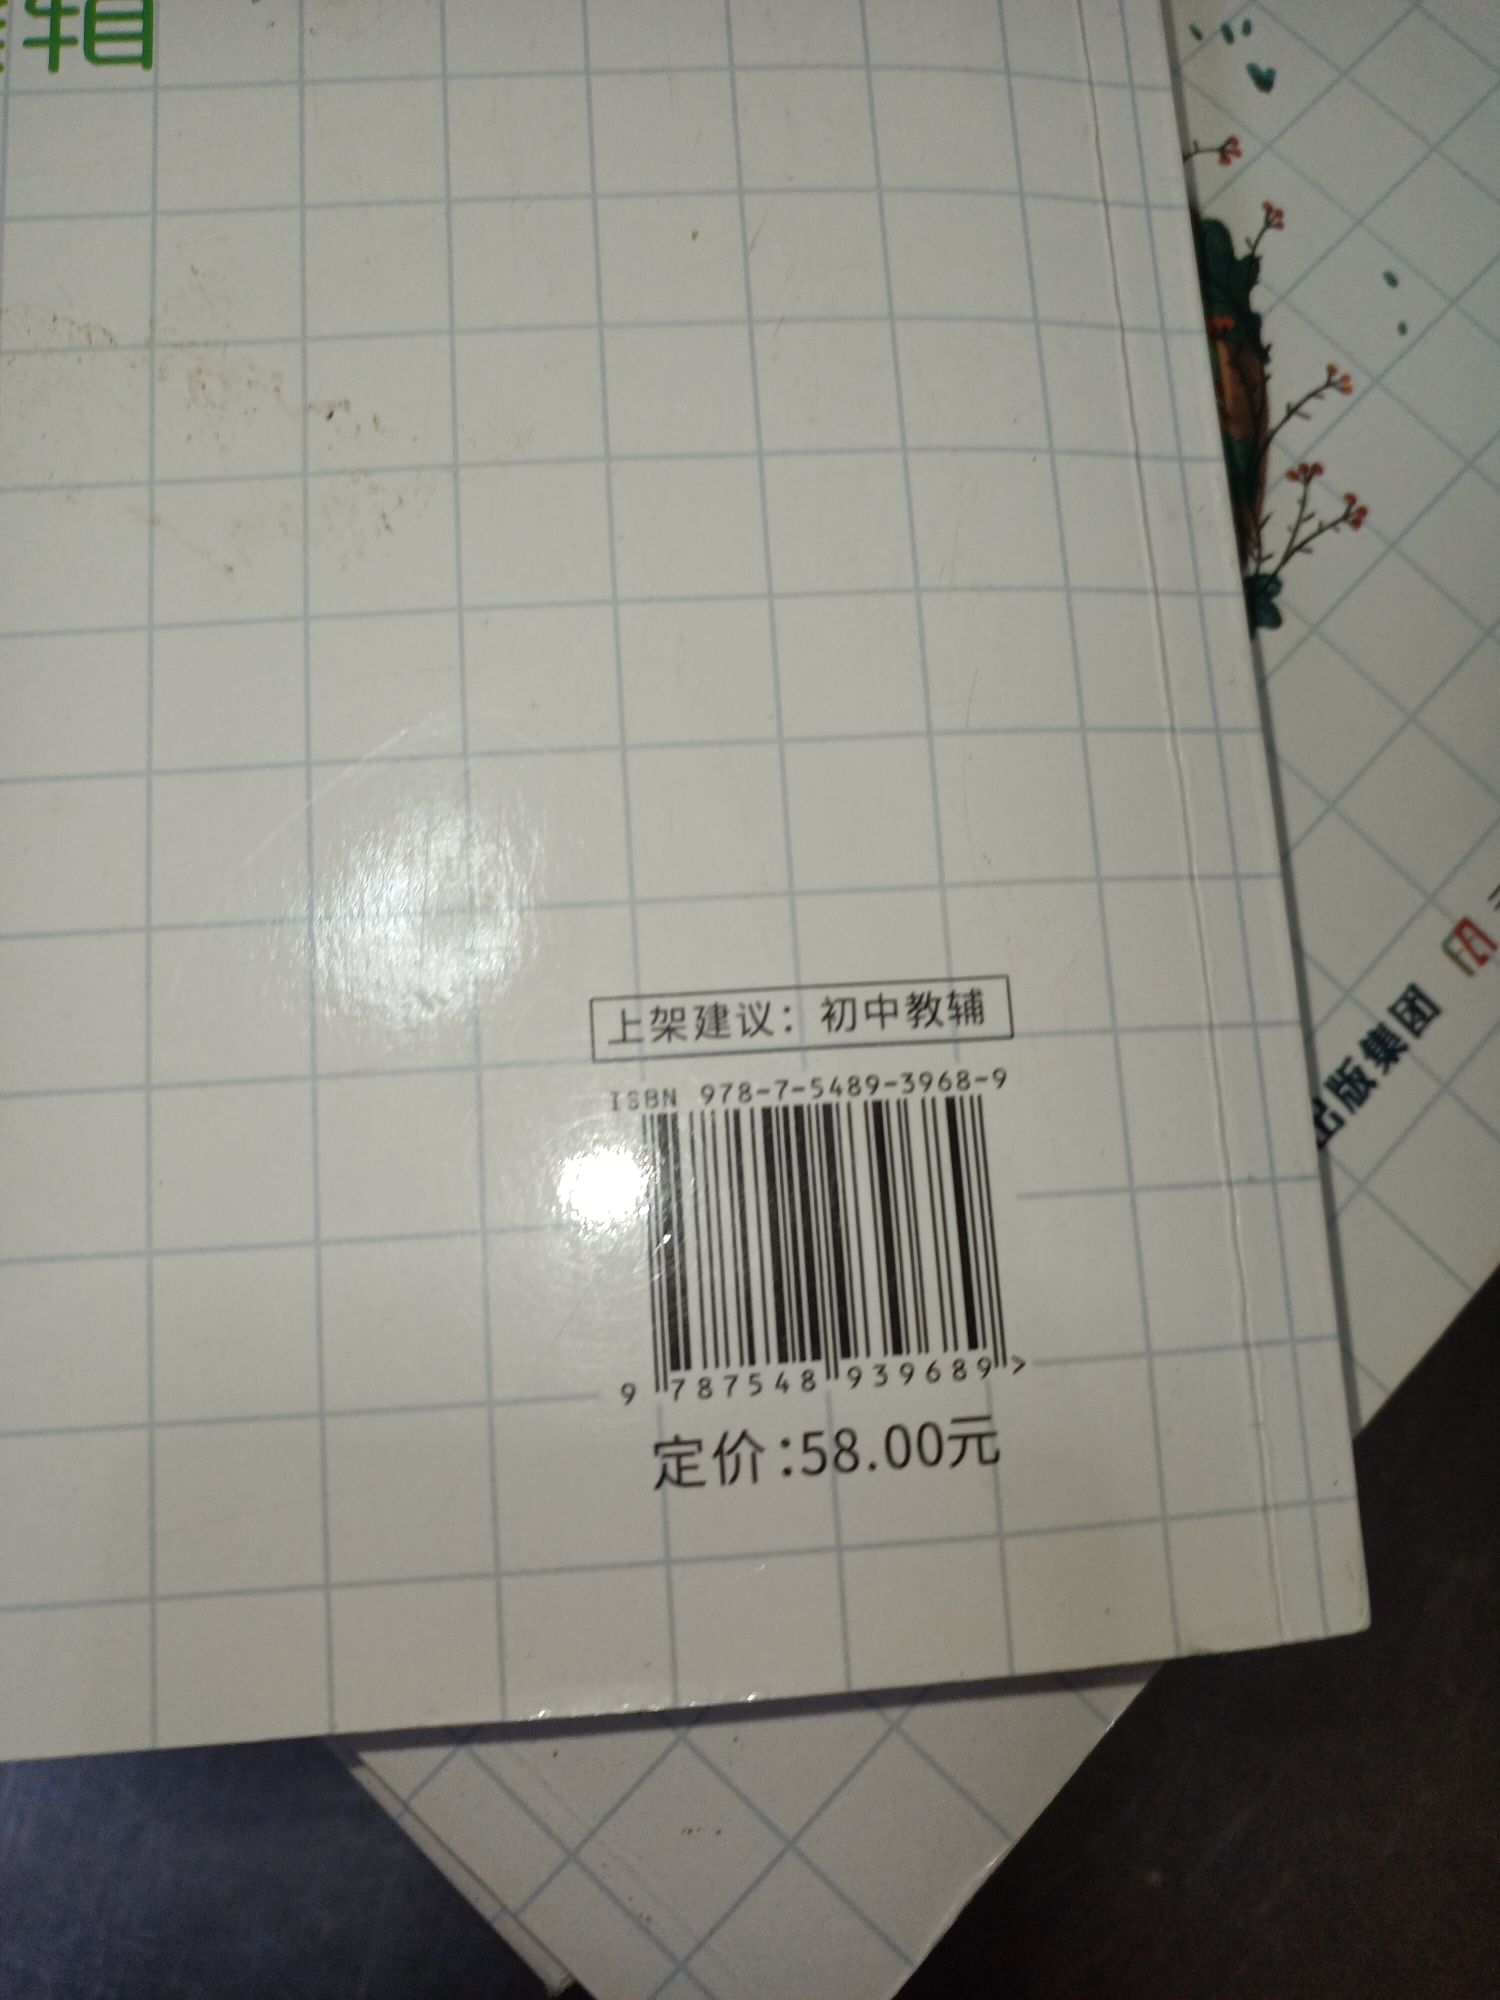 辑
上架建议：初中教辅
ISBN 978-7-5489-3968-9
9 787548 939689 >
定价:58.00元
出版集团